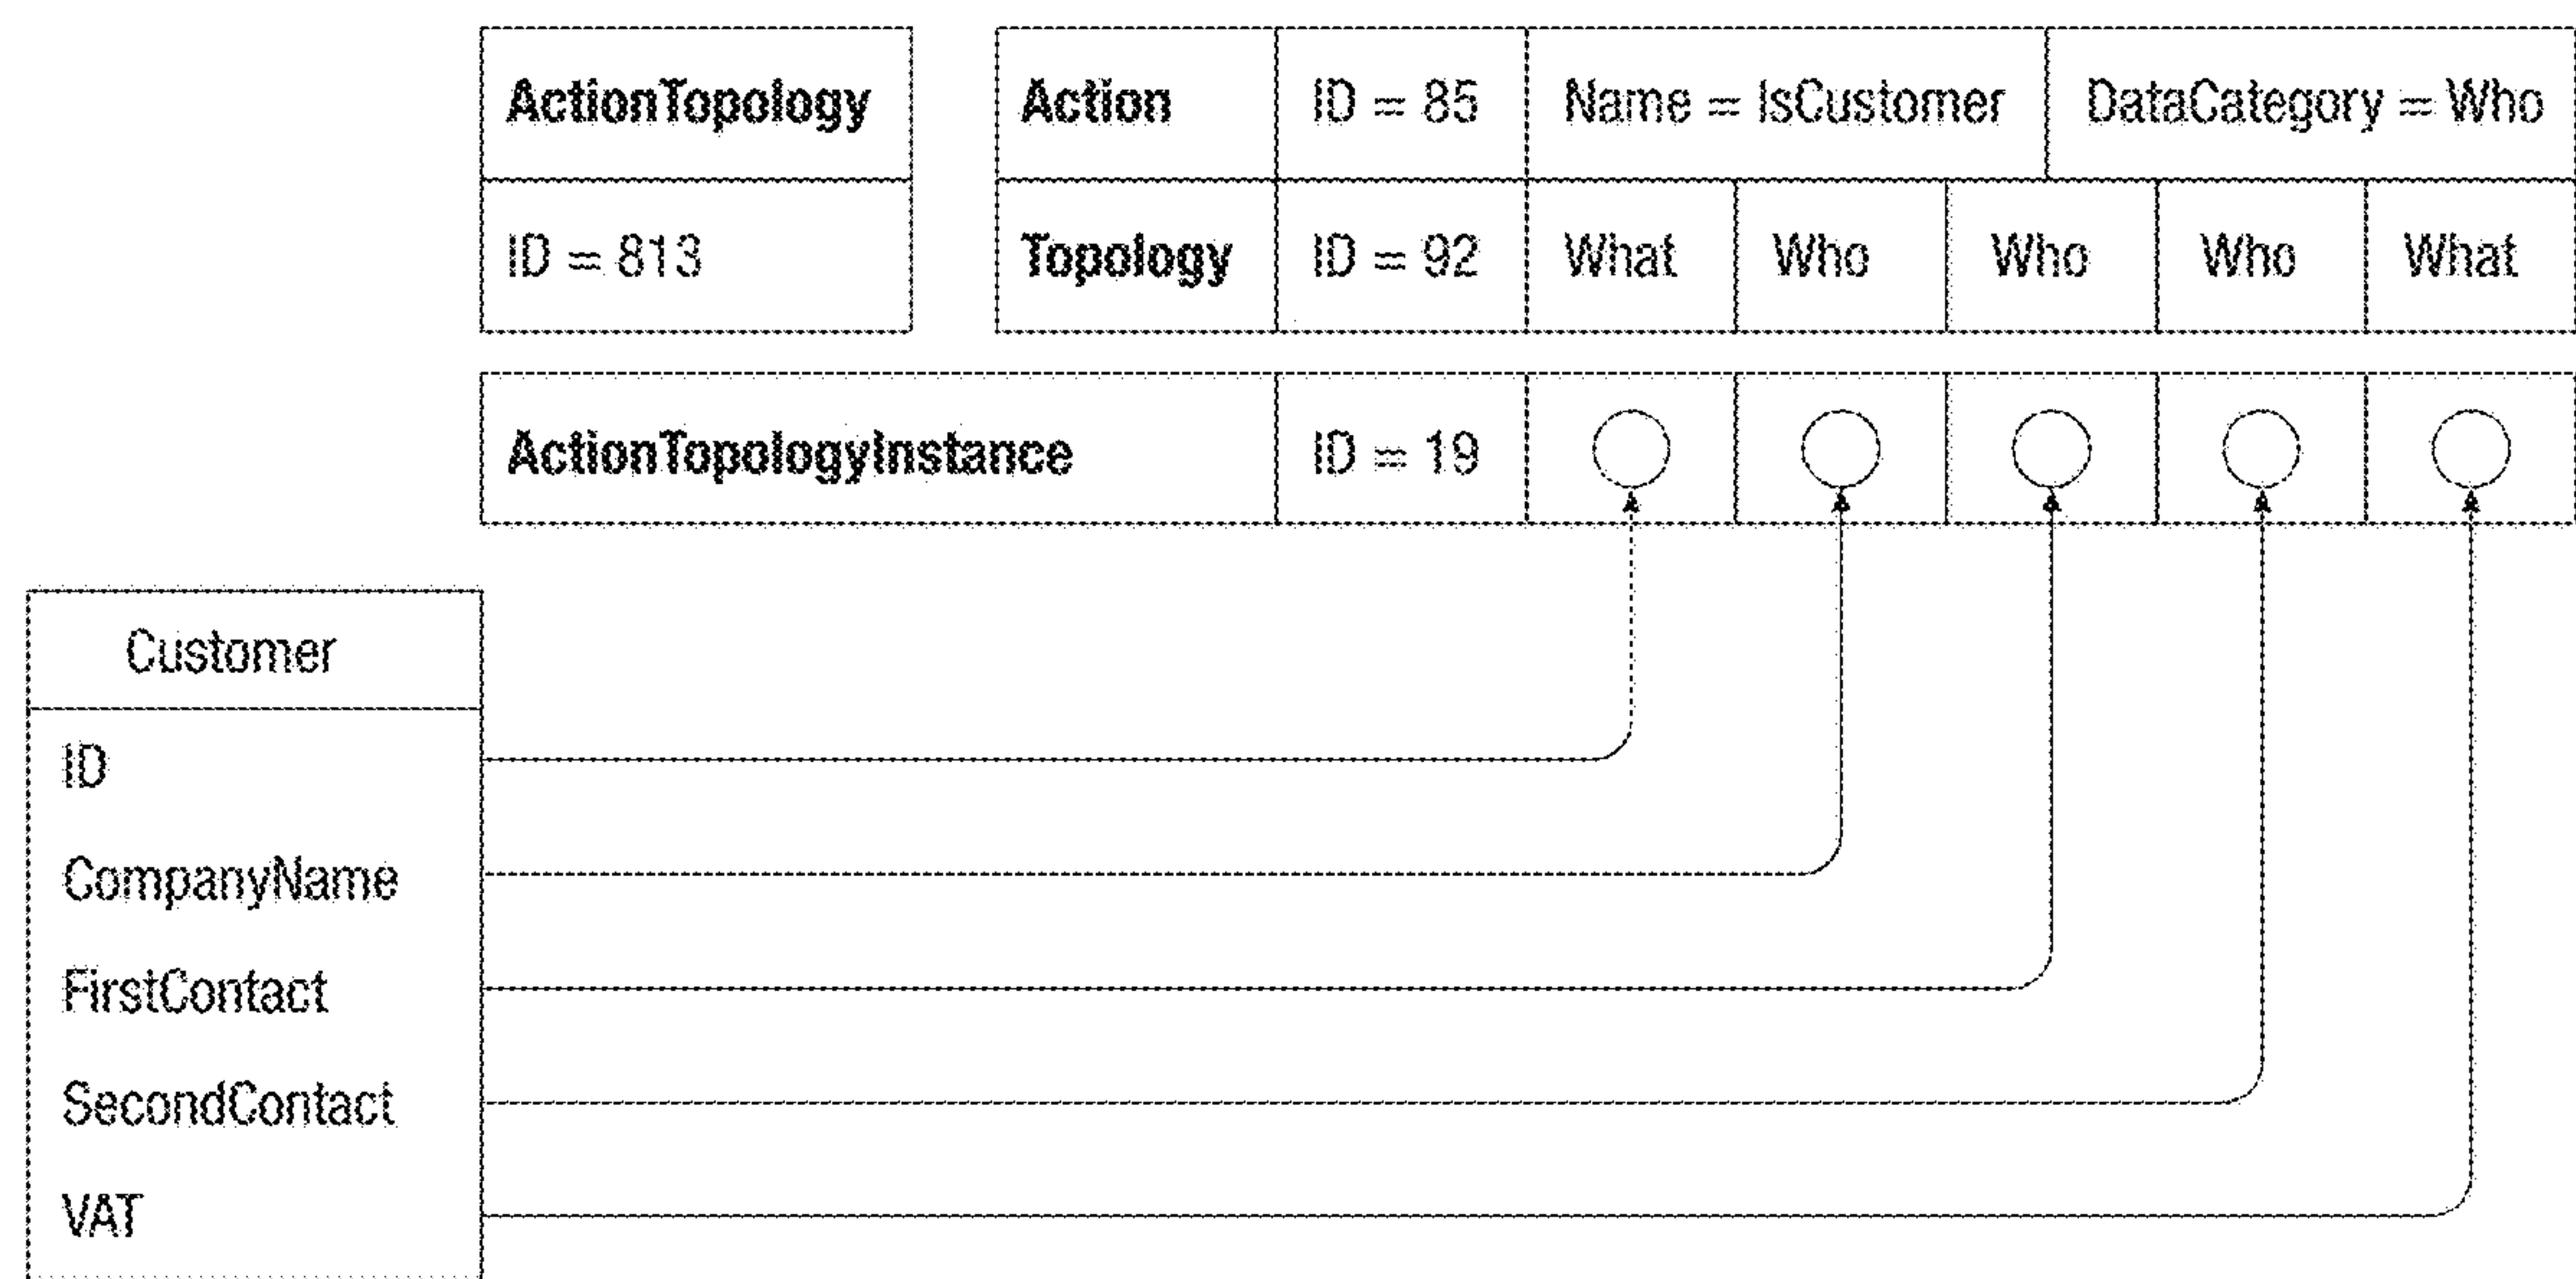 ActionTopology
ID = 813
Action ID = 85 Name = IsCustomer DataCategory = Who
Topology ID = 92 What Who Who Who What
ActionTopologyInstance ID = 19
Customer
ID
CompanyName
FirstContact
SecondContact
VAT